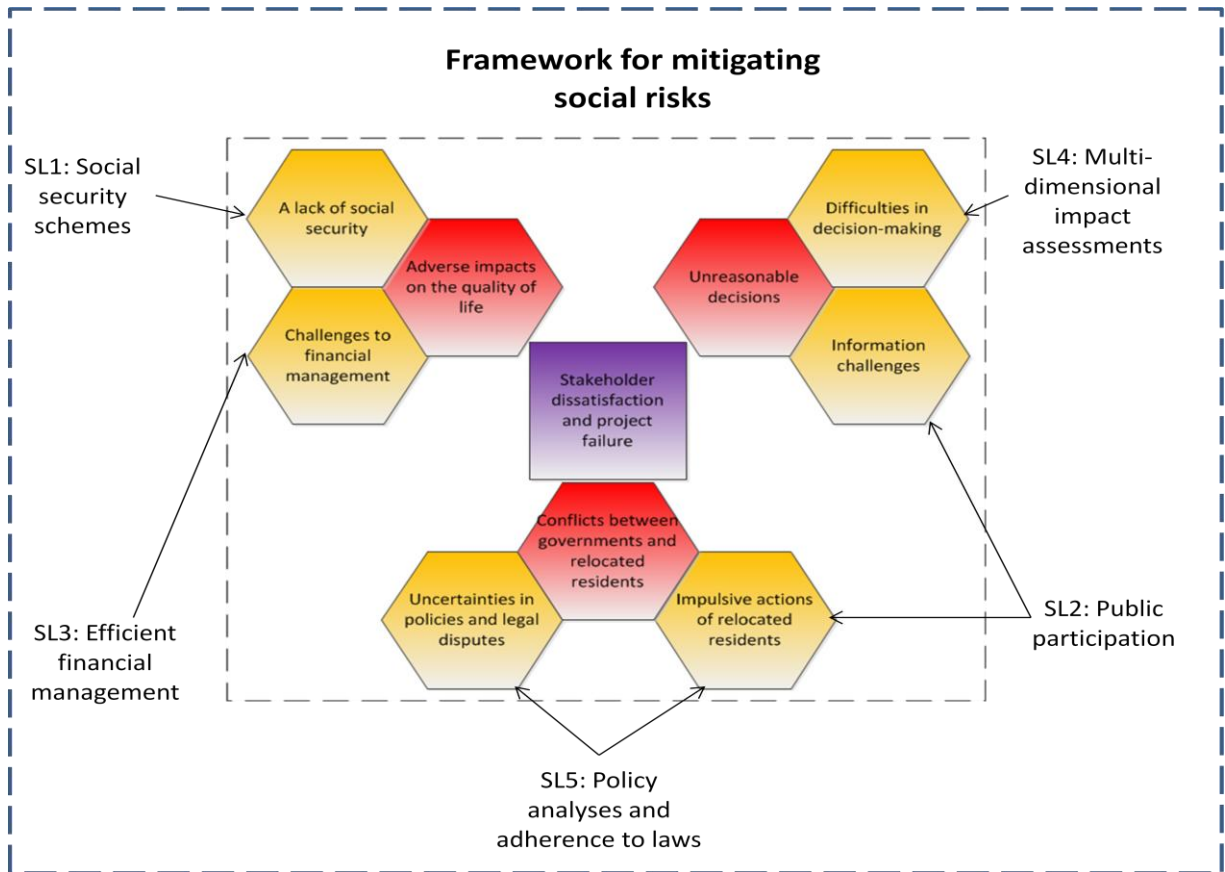 Framework for mitigating
social risks
SL1: Social
security
schemes
A lack of social
security
Adverse impacts
on the quality of
life
Challenges to
financial
management
Difficulties in
decision-making
Unreasonable
decisions
Information
challenges
SL4: Multi-
dimensional
impact
assessments
Stakeholder
dissatisfaction
and project
failure
Conflicts between
governments and
relocated
residents
Uncertainties in
policies and legal
disputes
Impulsive actions
of relocated
residents
SL3: Efficient
financial
management
SL2: Public
participation
SL5: Policy
analyses and
adherence to laws